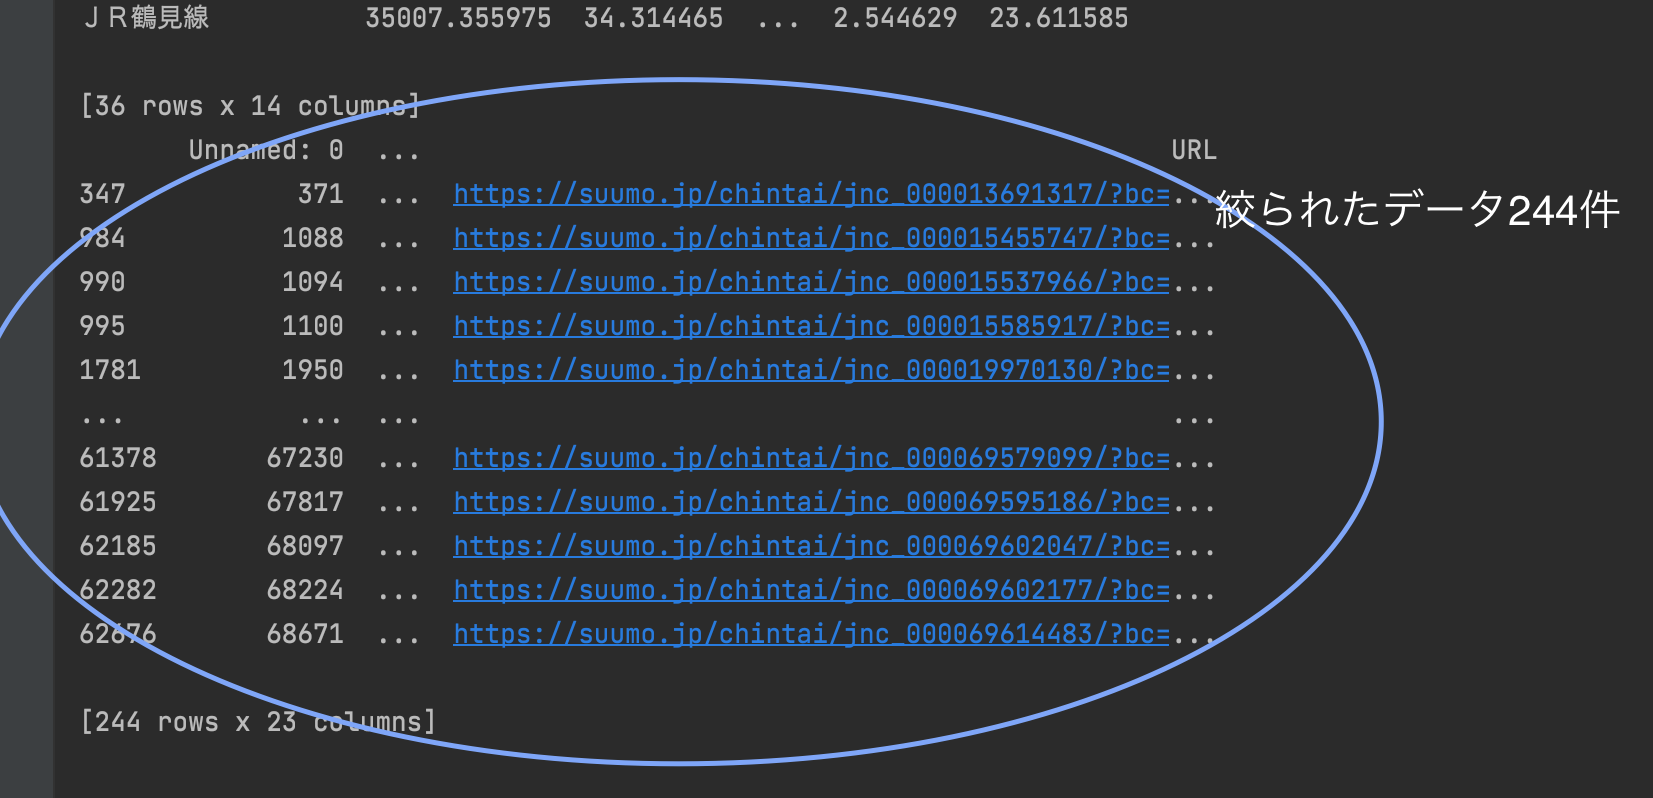 ＪＲ鶴見線 35007.355975 34.314465 ... 2.544629 23.611585
[36 rows x 14 columns]
Unnamed: 0 ... URL
347 371 ... https://suumo.jp/chintai/jnc_000013691317/?bc=...
984 1088 ... https://suumo.jp/chintai/jnc_000015455747/?bc=...
990 1094 ... https://suumo.jp/chintai/jnc_000015537966/?bc=...
995 1100 ... https://suumo.jp/chintai/jnc_000015585917/?bc=...
1781 1950 ... https://suumo.jp/chintai/jnc_000019970130/?bc=...
... ... ... ...
61378 67230 ... https://suumo.jp/chintai/jnc_000069579099/?bc=...
61925 67817 ... https://suumo.jp/chintai/jnc_000069595186/?bc=...
62185 68097 ... https://suumo.jp/chintai/jnc_000069602047/?bc=...
62282 68224 ... https://suumo.jp/chintai/jnc_000069602177/?bc=...
62676 68671 ... https://suumo.jp/chintai/jnc_000069614483/?bc=...
[244 rows x 23 columns]
絞られたデータ244件